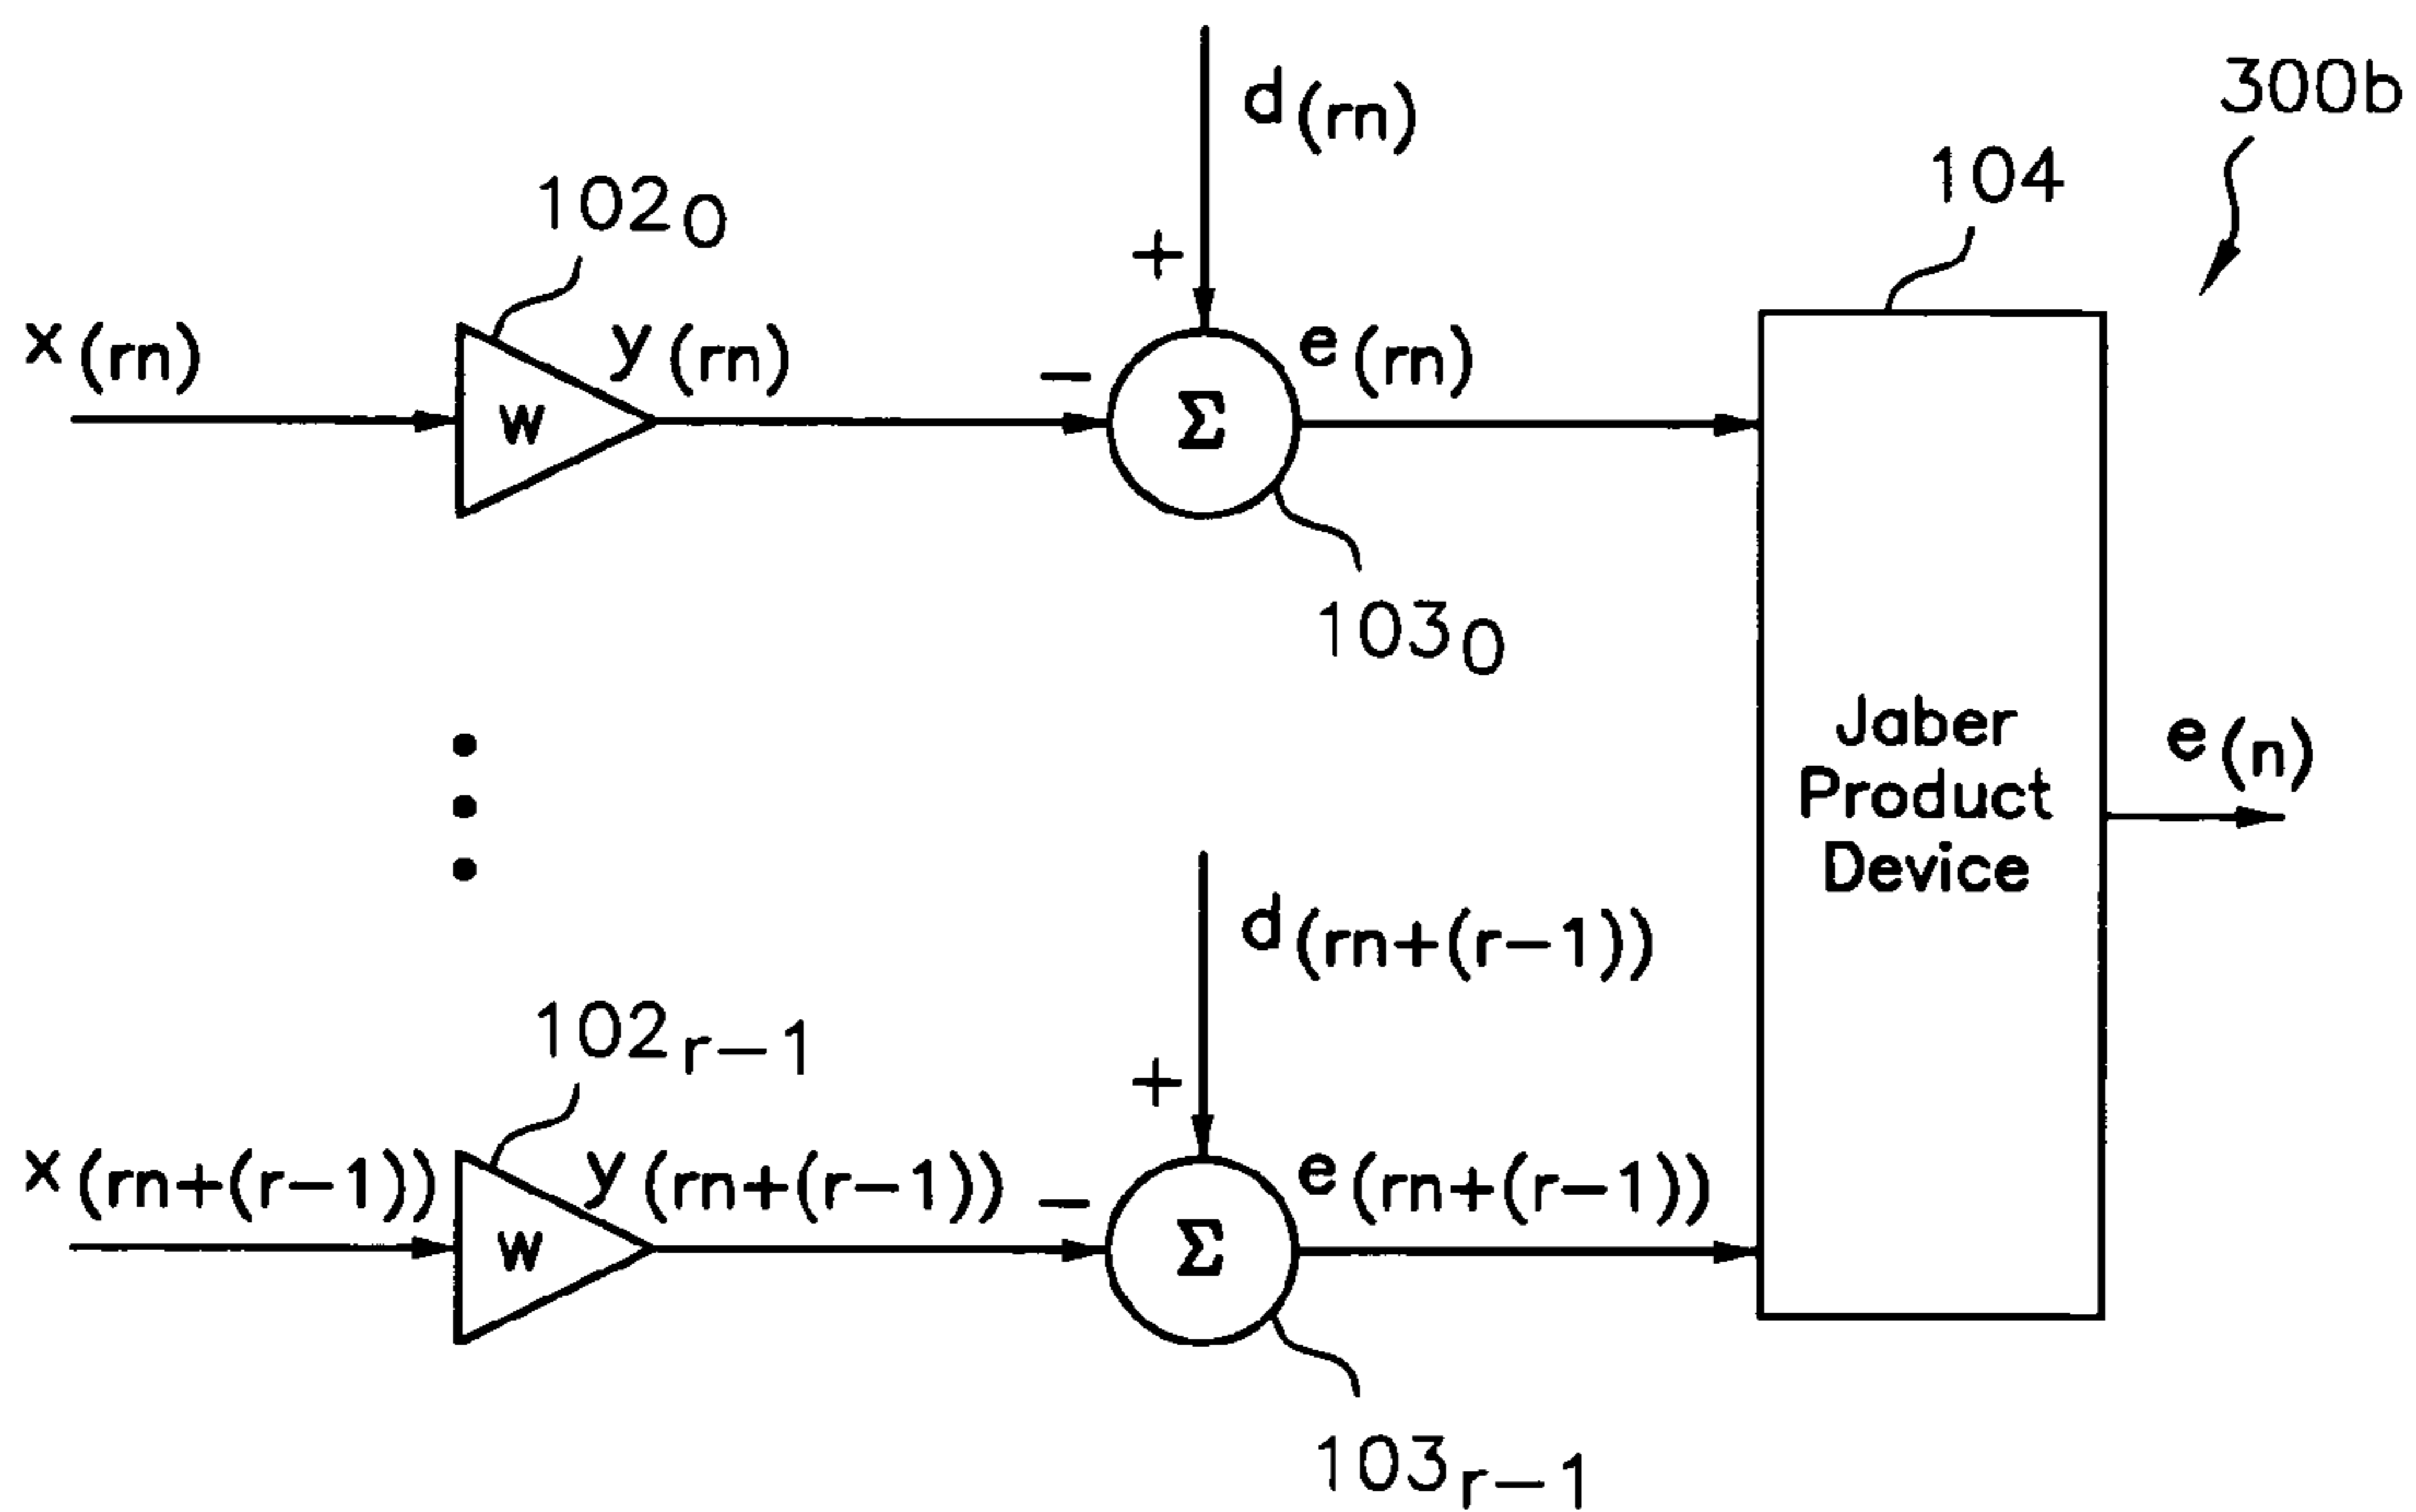 300b
d(rn)
104
102₀
+
x(rn)
y(rn)
−
e(rn)
w
Σ
103₀
Jaber
Product
Device
e(n)
d(rn+(r−1))
102r−1
+
x(rn+(r−1))
y(rn+(r−1))
−
e(rn+(r−1))
w
Σ
103r−1